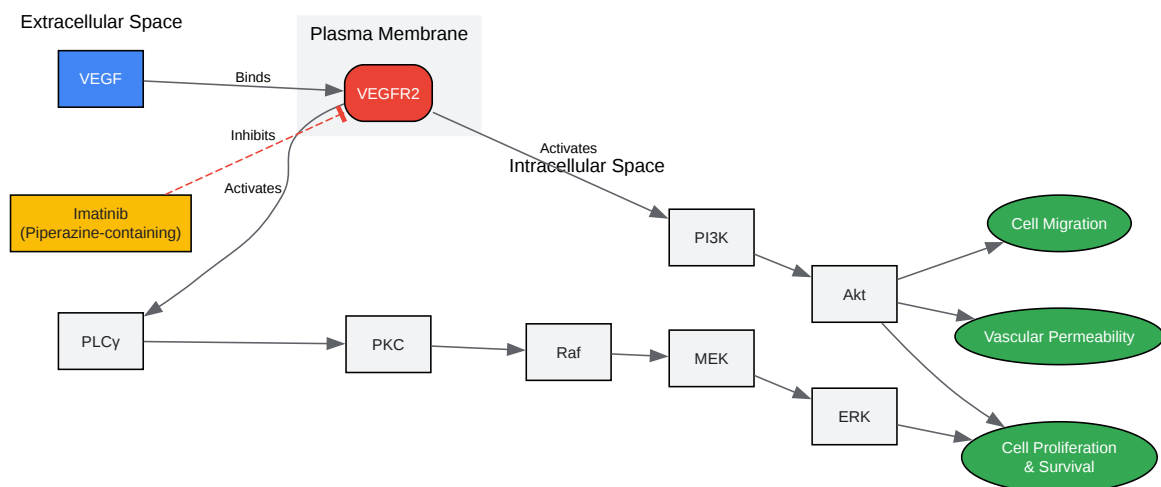 Extracellular Space
Plasma Membrane
VEGF
Binds
VEGFR2
Inhibits
Activates
Intracellular Space
Activates
Imatinib
(Piperazine-containing)
PI3K
Cell Migration
Akt
Vascular Permeability
PLCγ
PKC
Raf
MEK
ERK
Cell Proliferation
& Survival